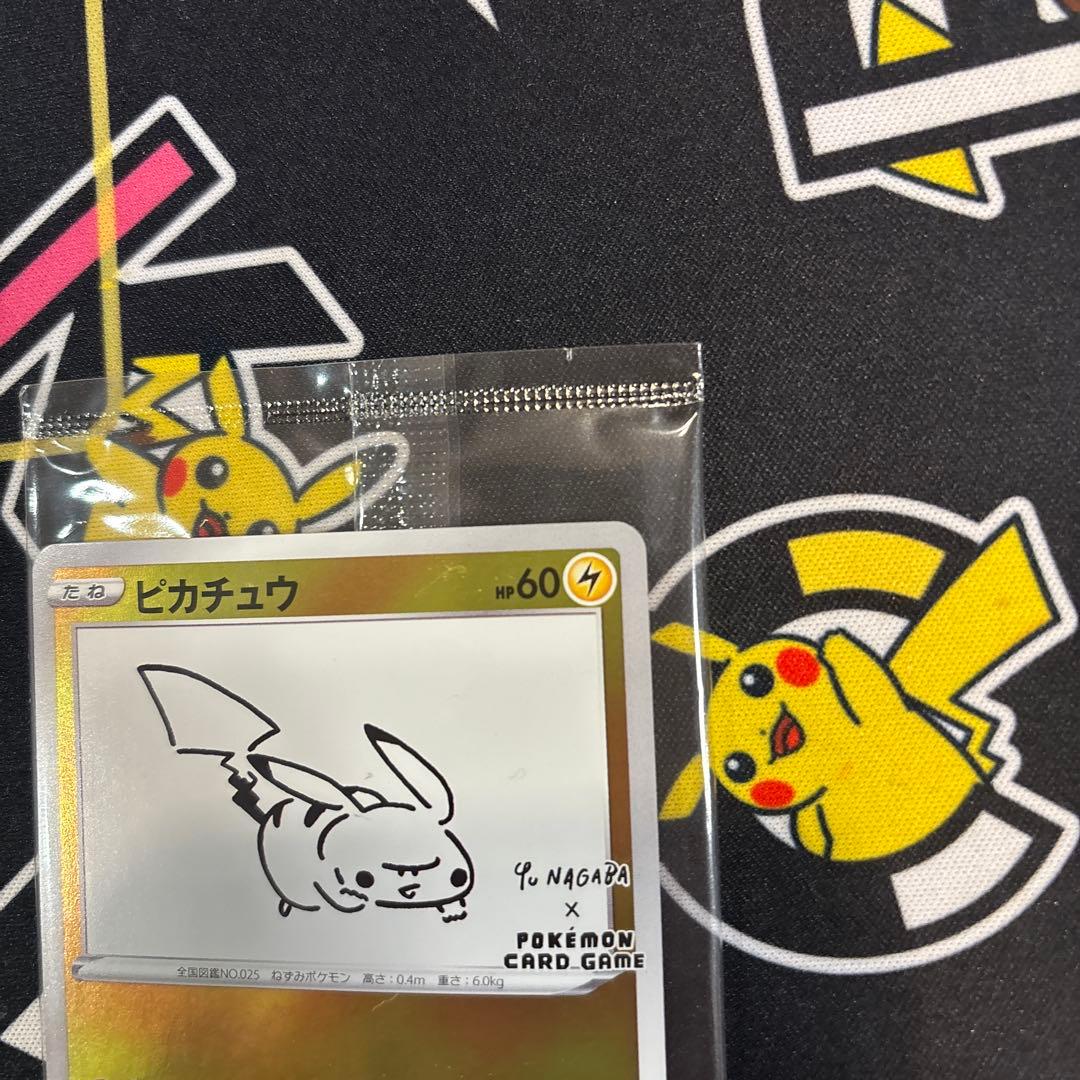 たね ピカチュウ HP60
Yu NAGABA
×
POKÉMON
CARD GAME
全国図鑑NO.025 ねずみポケモン 高さ:0.4m 重さ:6.0kg